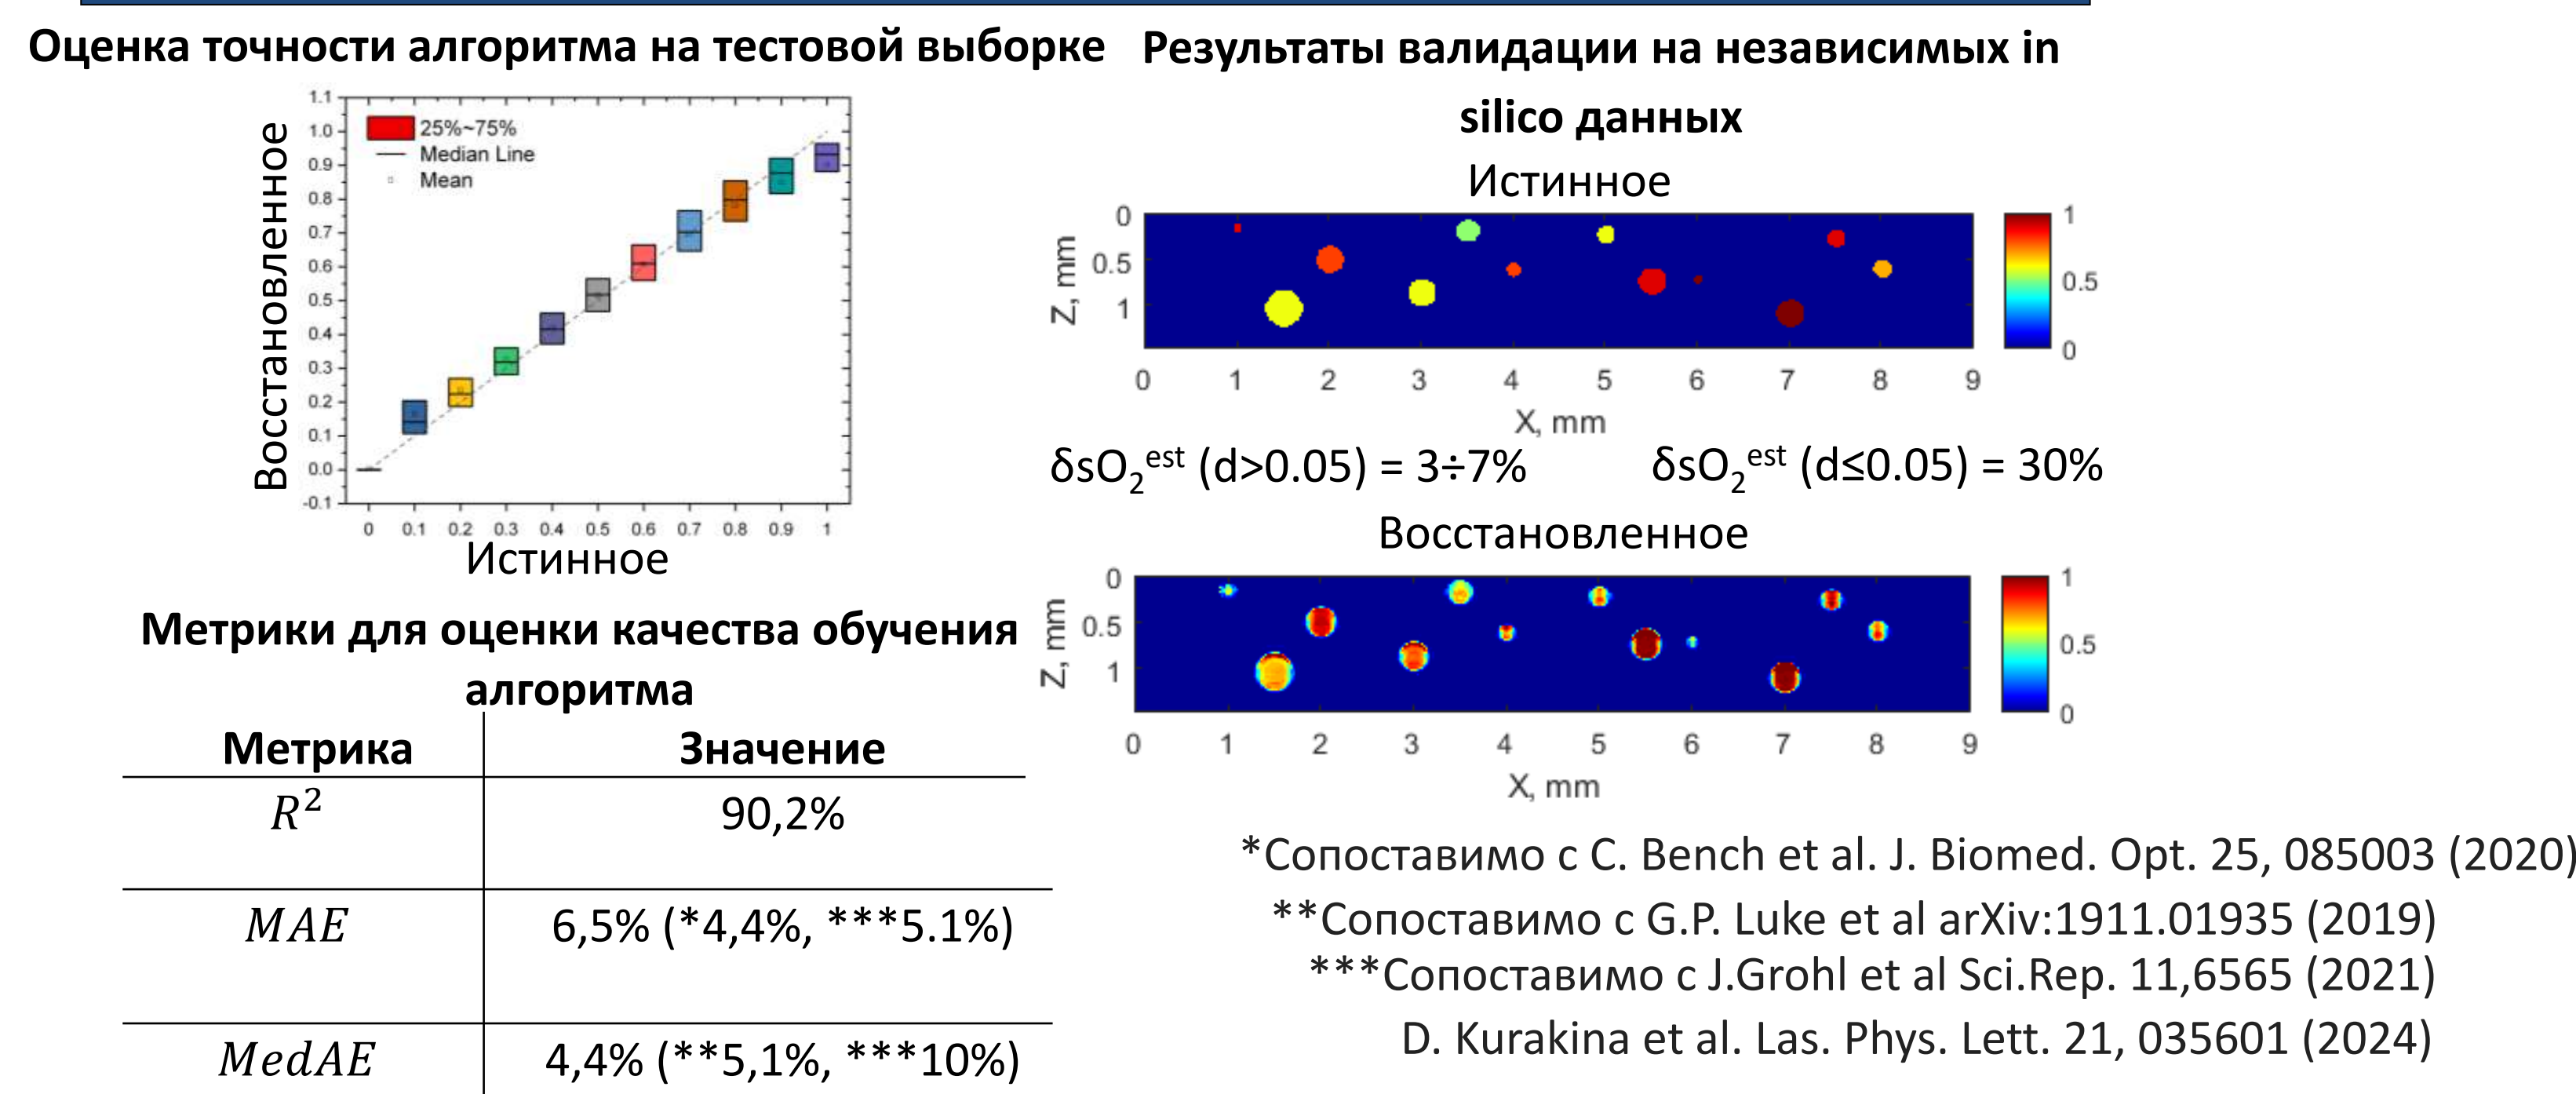 Оценка точности алгоритма на тестовой выборке
Восстановленное
1.1
1.0
0.9
0.8
0.7
0.6
0.5
0.4
0.3
0.2
0.1
0.0
-0.1
25%~75%
Median Line
Mean
0 0.1 0.2 0.3 0.4 0.5 0.6 0.7 0.8 0.9 1
Истинное
Метрики для оценки качества обучения
алгоритма
Метрика Значение
R² 90,2%
MAE 6,5% (*4,4%, ***5.1%)
MedAE 4,4% (**5,1%, ***10%)
Результаты валидации на независимых in
silico данных
Истинное
Z, mm
0
0.5
1
0 1 2 3 4 5 6 7 8 9
X, mm
1
0.5
0
δsO₂ᵉˢᵗ (d>0.05) = 3÷7% δsO₂ᵉˢᵗ (d≤0.05) = 30%
Восстановленное
Z, mm
0
0.5
1
0 1 2 3 4 5 6 7 8 9
X, mm
1
0.5
0
*Сопоставимо с C. Bench et al. J. Biomed. Opt. 25, 085003 (2020)
**Сопоставимо с G.P. Luke et al arXiv:1911.01935 (2019)
***Сопоставимо с J.Grohl et al Sci.Rep. 11,6565 (2021)
D. Kurakina et al. Las. Phys. Lett. 21, 035601 (2024)